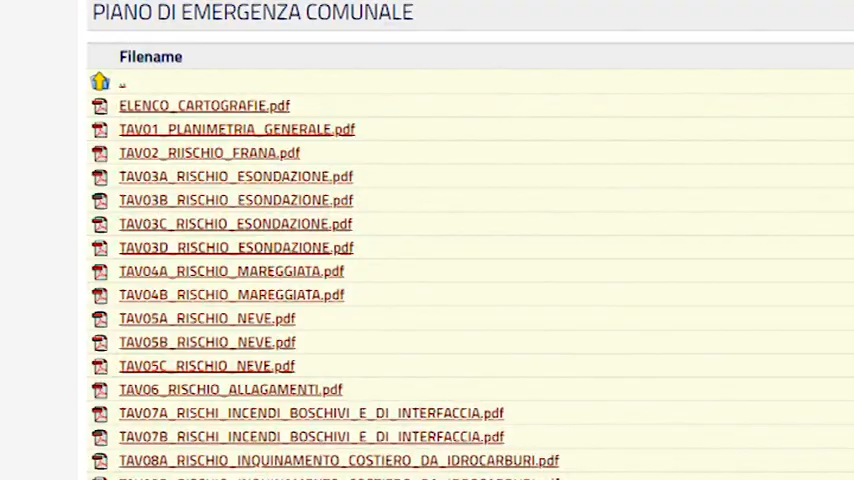 PIANO DI EMERGENZA COMUNALE
Filename
..
ELENCO_CARTOGRAFIE.pdf
TAV01_PLANIMETRIA_GENERALE.pdf
TAV02_RIISCHIO_FRANA.pdf
TAV03A_RISCHIO_ESONDAZIONE.pdf
TAV03B_RISCHIO_ESONDAZIONE.pdf
TAV03C_RISCHIO_ESONDAZIONE.pdf
TAV03D_RISCHIO_ESONDAZIONE.pdf
TAV04A_RISCHIO_MAREGGIATA.pdf
TAV04B_RISCHIO_MAREGGIATA.pdf
TAV05A_RISCHIO_NEVE.pdf
TAV05B_RISCHIO_NEVE.pdf
TAV05C_RISCHIO_NEVE.pdf
TAV06_RISCHIO_ALLAGAMENTI.pdf
TAV07A_RISCHI_INCENDI_BOSCHIVI_E_DI_INTERFACCIA.pdf
TAV07B_RISCHI_INCENDI_BOSCHIVI_E_DI_INTERFACCIA.pdf
TAV08A_RISCHIO_INQUINAMENTO_COSTIERO_DA_IDROCARBURI.pdf